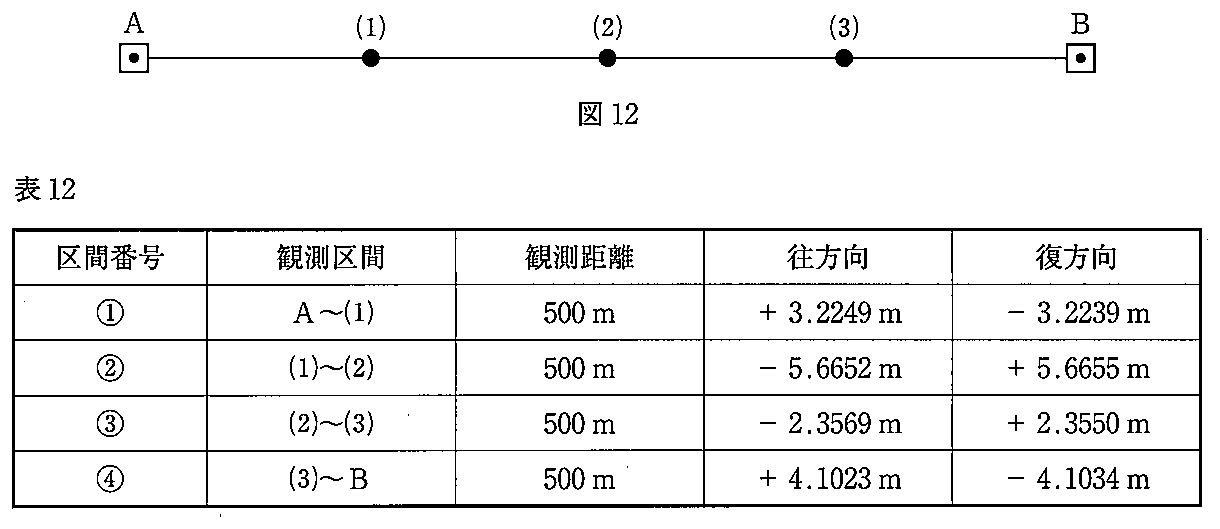 A (1) (2) (3) B
図 12
表 12
区間番号 観測区間 観測距離 往方向 復方向
① A～(1) 500 m + 3.2249 m － 3.2239 m
② (1)～(2) 500 m － 5.6652 m + 5.6655 m
③ (2)～(3) 500 m － 2.3569 m + 2.3550 m
④ (3)～B 500 m + 4.1023 m － 4.1034 m